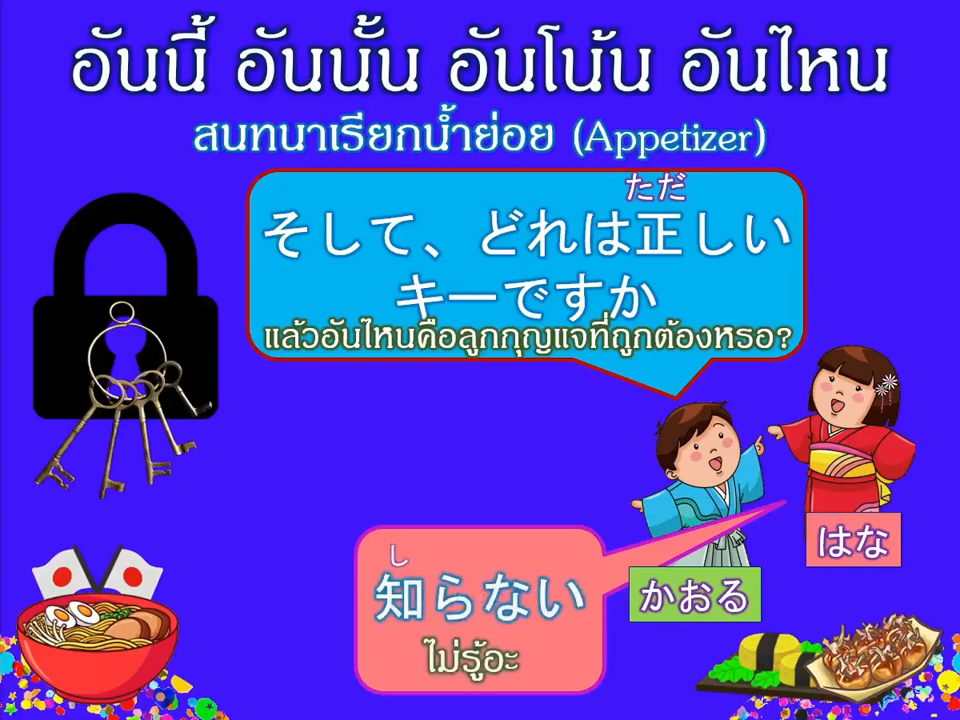 อันนี้ อันนั้น อันโน้น อันไหน
สนทนาเรียกน้ำย่อย (Appetizer)
ただ
そして、どれは正しい
キーですか
แล้วอันไหนคือลูกกุญแจที่ถูกต้องหรอ?
はな
し
知らない
ไม่รู้อะ
かおる